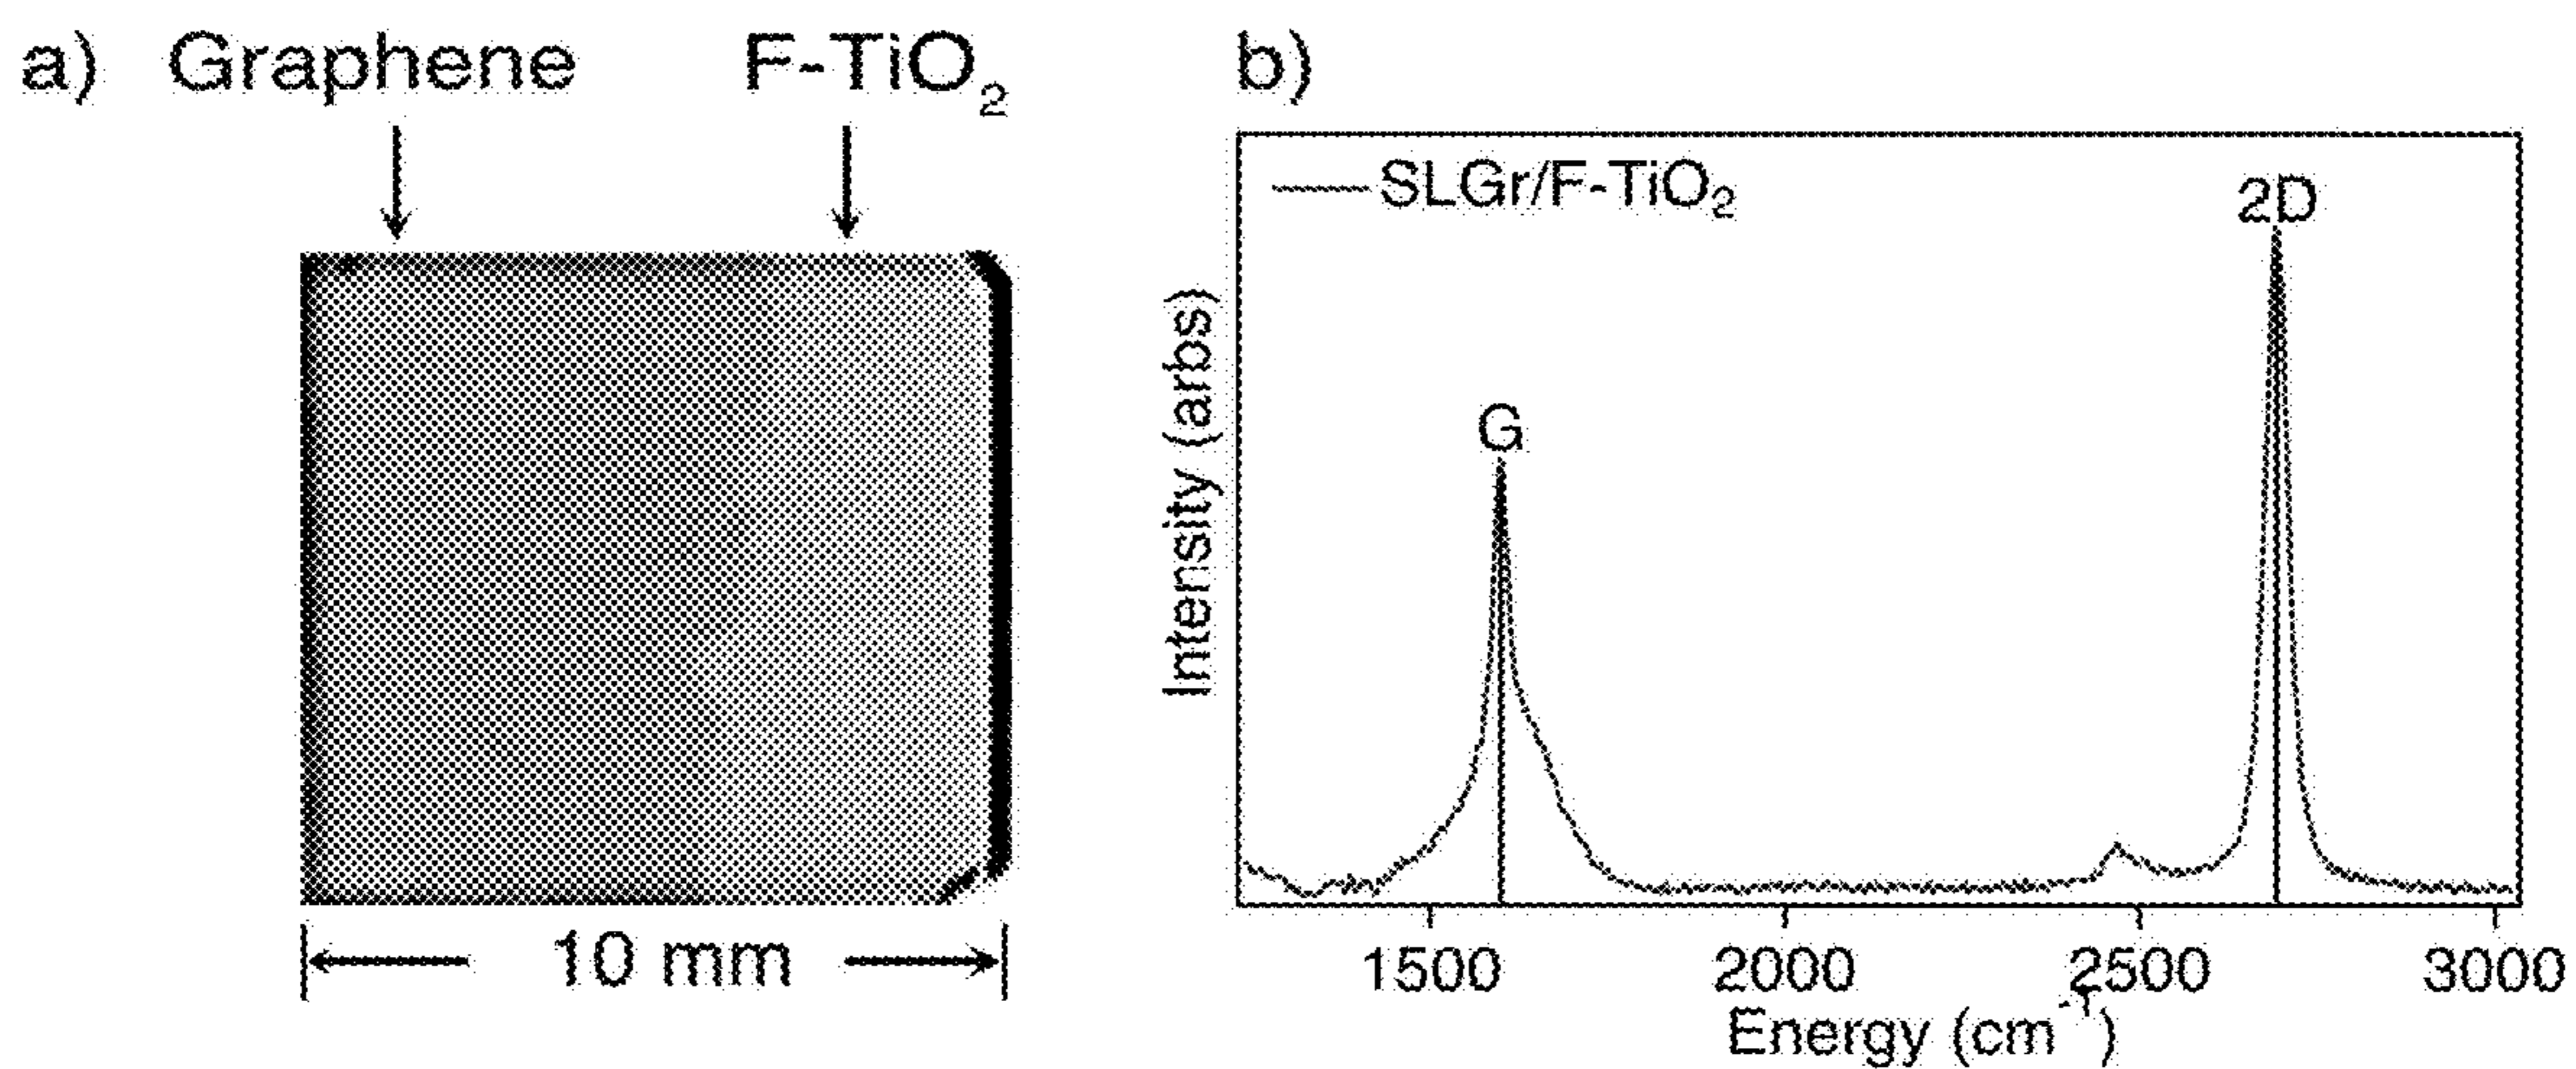 a) Graphene F-TiO₂
10 mm
b)
SLGr/F-TiO₂
2D
G
Intensity (arbs)
1500 2000 2500 3000
Energy (cm⁻¹)